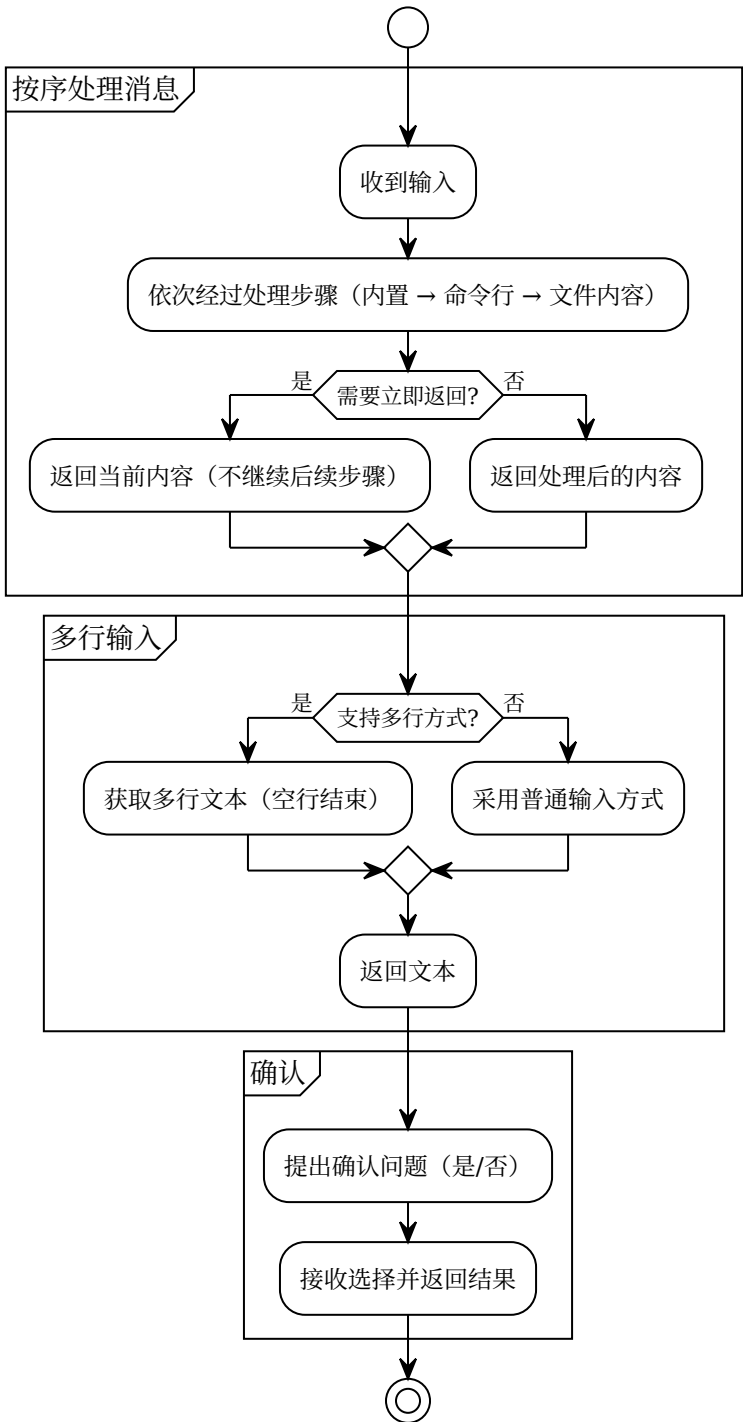 按序处理消息
收到输入
依次经过处理步骤（内置 → 命令行 → 文件内容）
是
需要立即返回?
否
返回当前内容（不继续后续步骤）
返回处理后的内容
多行输入
是
支持多行方式?
否
获取多行文本（空行结束）
采用普通输入方式
返回文本
确认
提出确认问题（是/否）
接收选择并返回结果